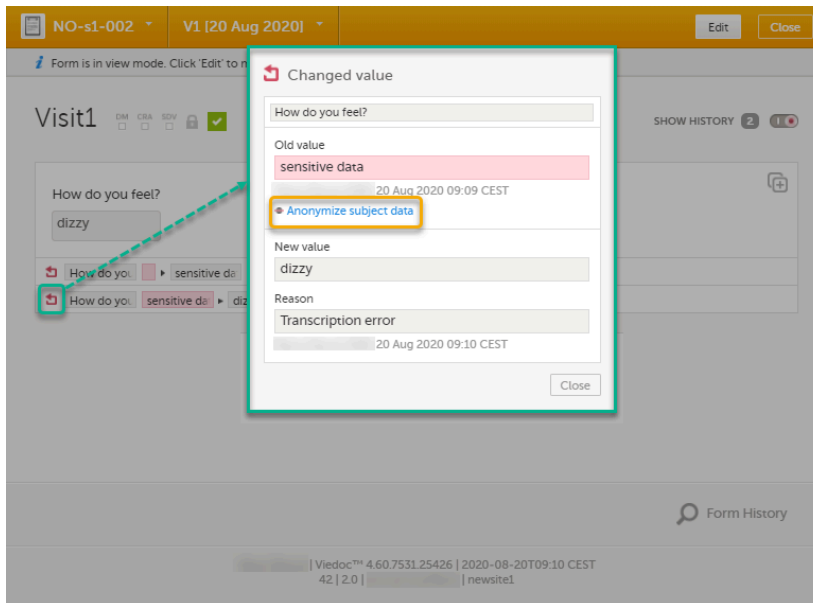 NO-s1-002 V1 [20 Aug 2020] Edit Close
i Form is in view mode. Click 'Edit' to
Changed value
Visit1 DM CRA SDV
SHOW HISTORY 2
How do you feel?
Old value
sensitive data
20 Aug 2020 09:09 CEST
Anonymize subject data
New value
dizzy
Reason
Transcription error
20 Aug 2020 09:10 CEST
Close
How do you feel?
dizzy
How do you sensitive da
How do you sensitive da diz
Form History
| Viedoc™ 4.60.7531.25426 | 2020-08-20T09:10 CEST
42 | 2.0 | | newsite1